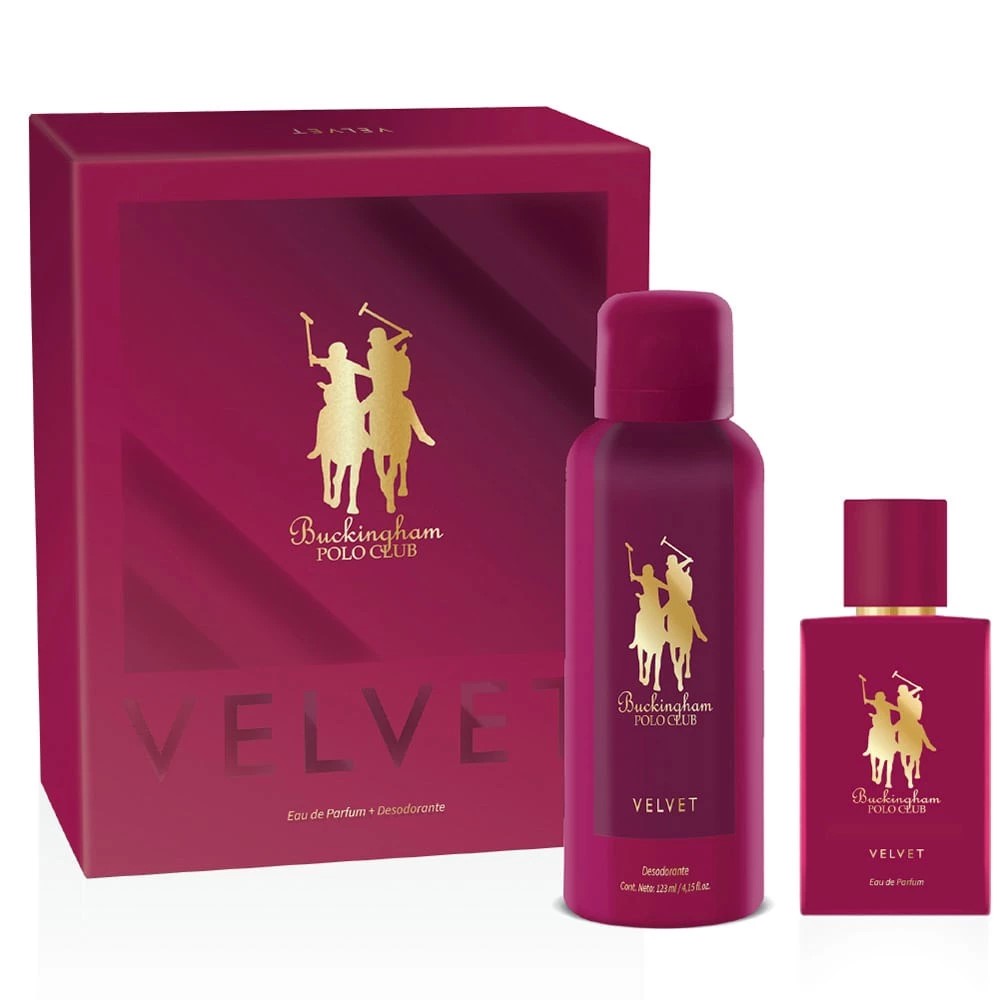 VELVET
Buckingham
POLO CLUB
VELVET
Eau de Parfum + Desodorante
Buckingham
POLO CLUB
VELVET
Desodorante
Cont. Neto: 123 ml / 4,15 fl.oz.
Buckingham
POLO CLUB
VELVET
Eau de Parfum